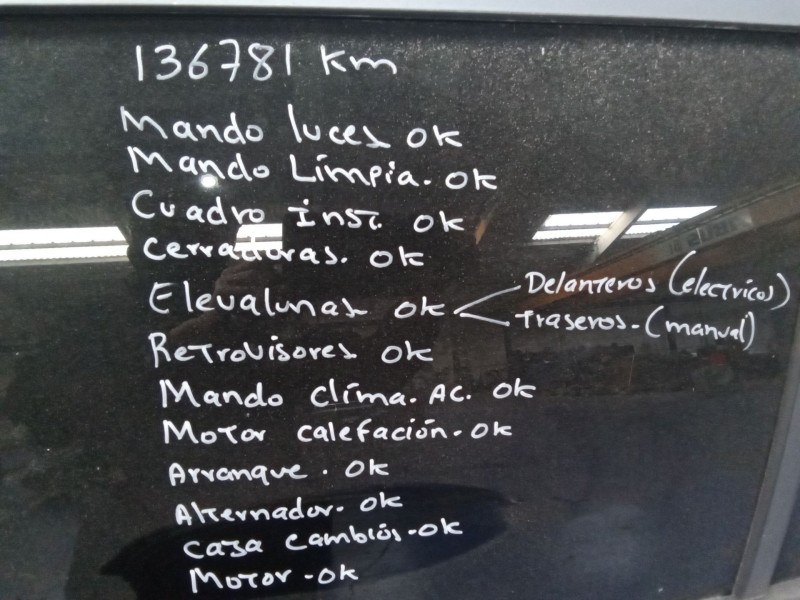 136781 km
Mando luces ok
Mando Limpia. ok
Cuadro inst. ok
Cerraduras. ok
Elevalunas ok
Delanteros (electricos)
traseros. (manual)
Retrovisores ok
Mando clima. AC. ok
Motor calefación. ok
Arranque. ok
Alternador. ok
Caja cambios. ok
Motor. ok